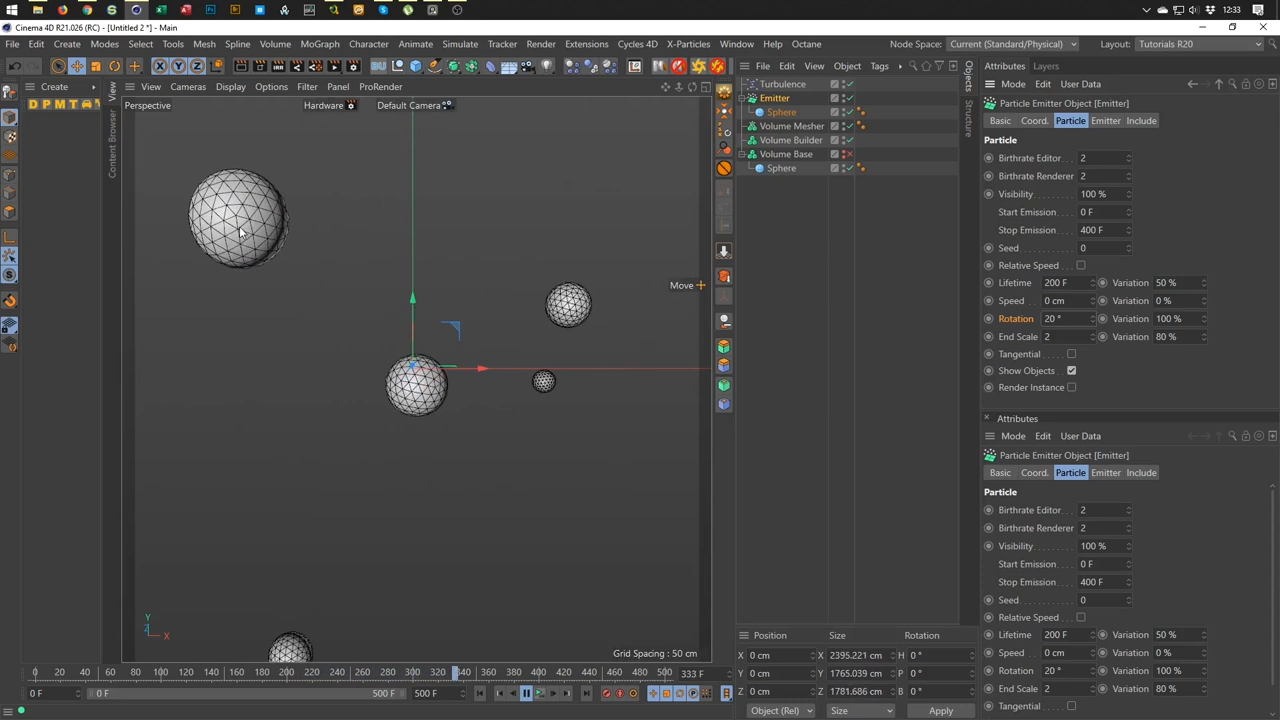 12:33
Cinema 4D R21.026 (RC) - [Untitled 2 *] - Main
File Edit Create Modes Select Tools Mesh Spline Volume MoGraph Character Animate Simulate Tracker Render Extensions Cycles 4D X-Particles Window Help Octane
Node Space: Current (Standard/Physical) Layout: Tutorials R20
Create View Cameras Display Options Filter Panel ProRender
File Edit View Object Tags
Attributes Layers
Mode Edit User Data
D P M T
View
Content Browser
Perspective Hardware Default Camera
Objects
Structure
Turbulence
Emitter
Sphere
Volume Mesher
Volume Builder
Volume Base
Sphere
Move
Particle Emitter Object [Emitter]
Basic Coord. Particle Emitter Include
Particle
Birthrate Editor 2
Birthrate Renderer 2
Visibility 100 %
Start Emission 0 F
Stop Emission 400 F
Seed 0
Relative Speed
Lifetime 200 F Variation 50 %
Speed 0 cm Variation 0 %
Rotation 20 ° Variation 100 %
End Scale 2 Variation 80 %
Tangential
Show Objects
Render Instance
Attributes
Mode Edit User Data
Particle Emitter Object [Emitter]
Basic Coord. Particle Emitter Include
Particle
Birthrate Editor 2
Birthrate Renderer 2
Visibility 100 %
Start Emission 0 F
Stop Emission 400 F
Seed 0
Relative Speed
Lifetime 200 F Variation 50 %
Speed 0 cm Variation 0 %
Rotation 20 ° Variation 100 %
End Scale 2 Variation 80 %
Tangential
Y
Z X
Grid Spacing : 50 cm
0 20 40 60 80 100 120 140 160 180 200 220 240 260 280 300 320 340 360 380 400 420 440 460 480 500 333 F
0 F 0 F 500 F 500 F
Position Size Rotation
X 0 cm X 2395.221 cm H 0 °
Y 0 cm Y 1765.039 cm P 0 °
Z 0 cm Z 1781.686 cm B 0 °
Object (Rel) Size Apply